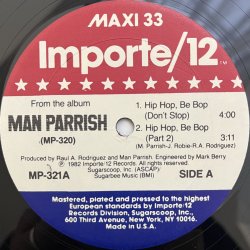 MAXI 33
Importe/12
TM
From the album
MAN PARRISH
(MP-320)
1. Hip Hop, Be Bop
(Don't Stop) 4:00
2. Hip Hop, Be Bop
(Part 2) 3:44
(M. Parrish-J. Robie-R.A. Rodriguez)
Produced by Raul A. Rodriguez and Man Parrish. Engineered by Mark Berry
℗ 1982 Importe/12 Records. Sugarscoop, Inc. (ASCAP)/
Sugarbee Music (BMI)
MP-321A
SIDE A
Mastered, plated and pressed to the highest
European standards by Importe/12
Records Division, Sugarscoop, Inc.,
600 Third Avenue, New York, NY 10016
Made in U.S.A.